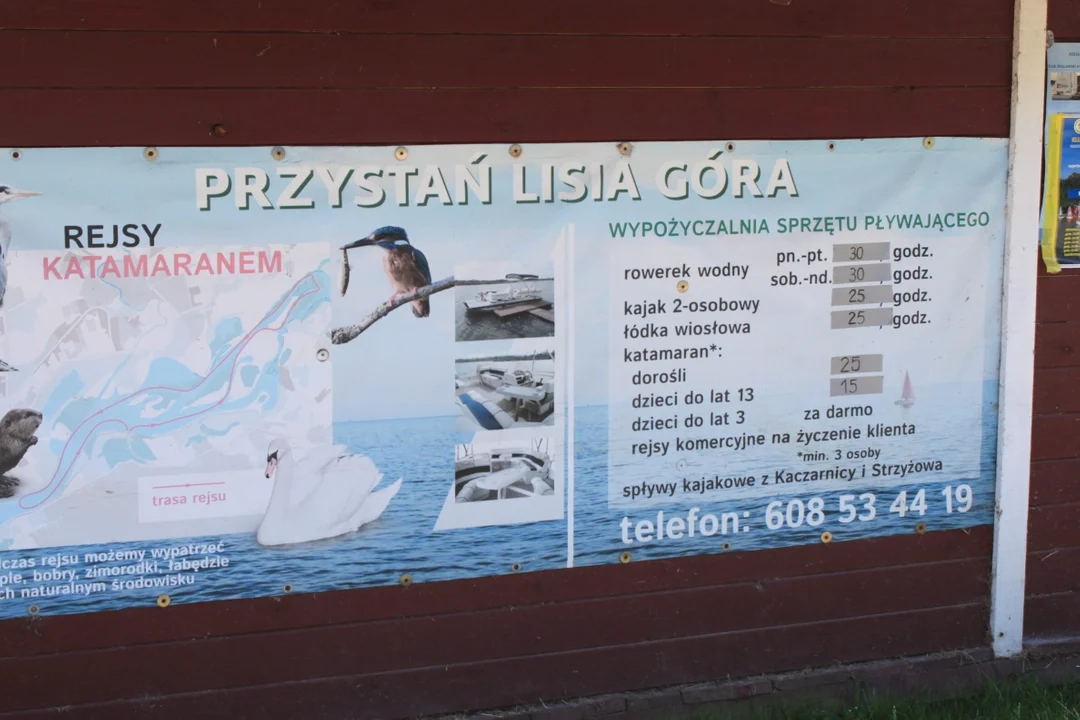 PRZYSTAŃ LISIA GÓRA
REJSY
KATAMARANEM
trasa rejsu
dczas rejsu możemy wypatrzeć
ple, bobry, zimorodki, łabędzie
ch naturalnym środowisku
WYPOŻYCZALNIA SPRZĘTU PŁYWAJĄCEGO
rowerek wodny pn.-pt. 30 godz.
sob.-nd. 30 godz.
kajak 2-osobowy 25 godz.
łódka wiosłowa 25 godz.
katamaran*:
dorośli 25
dzieci do lat 13 15
dzieci do lat 3 za darmo
rejsy komercyjne na życzenie klienta
*min. 3 osoby
spływy kajakowe z Kaczarnicy i Strzyżowa
telefon: 608 53 44 19